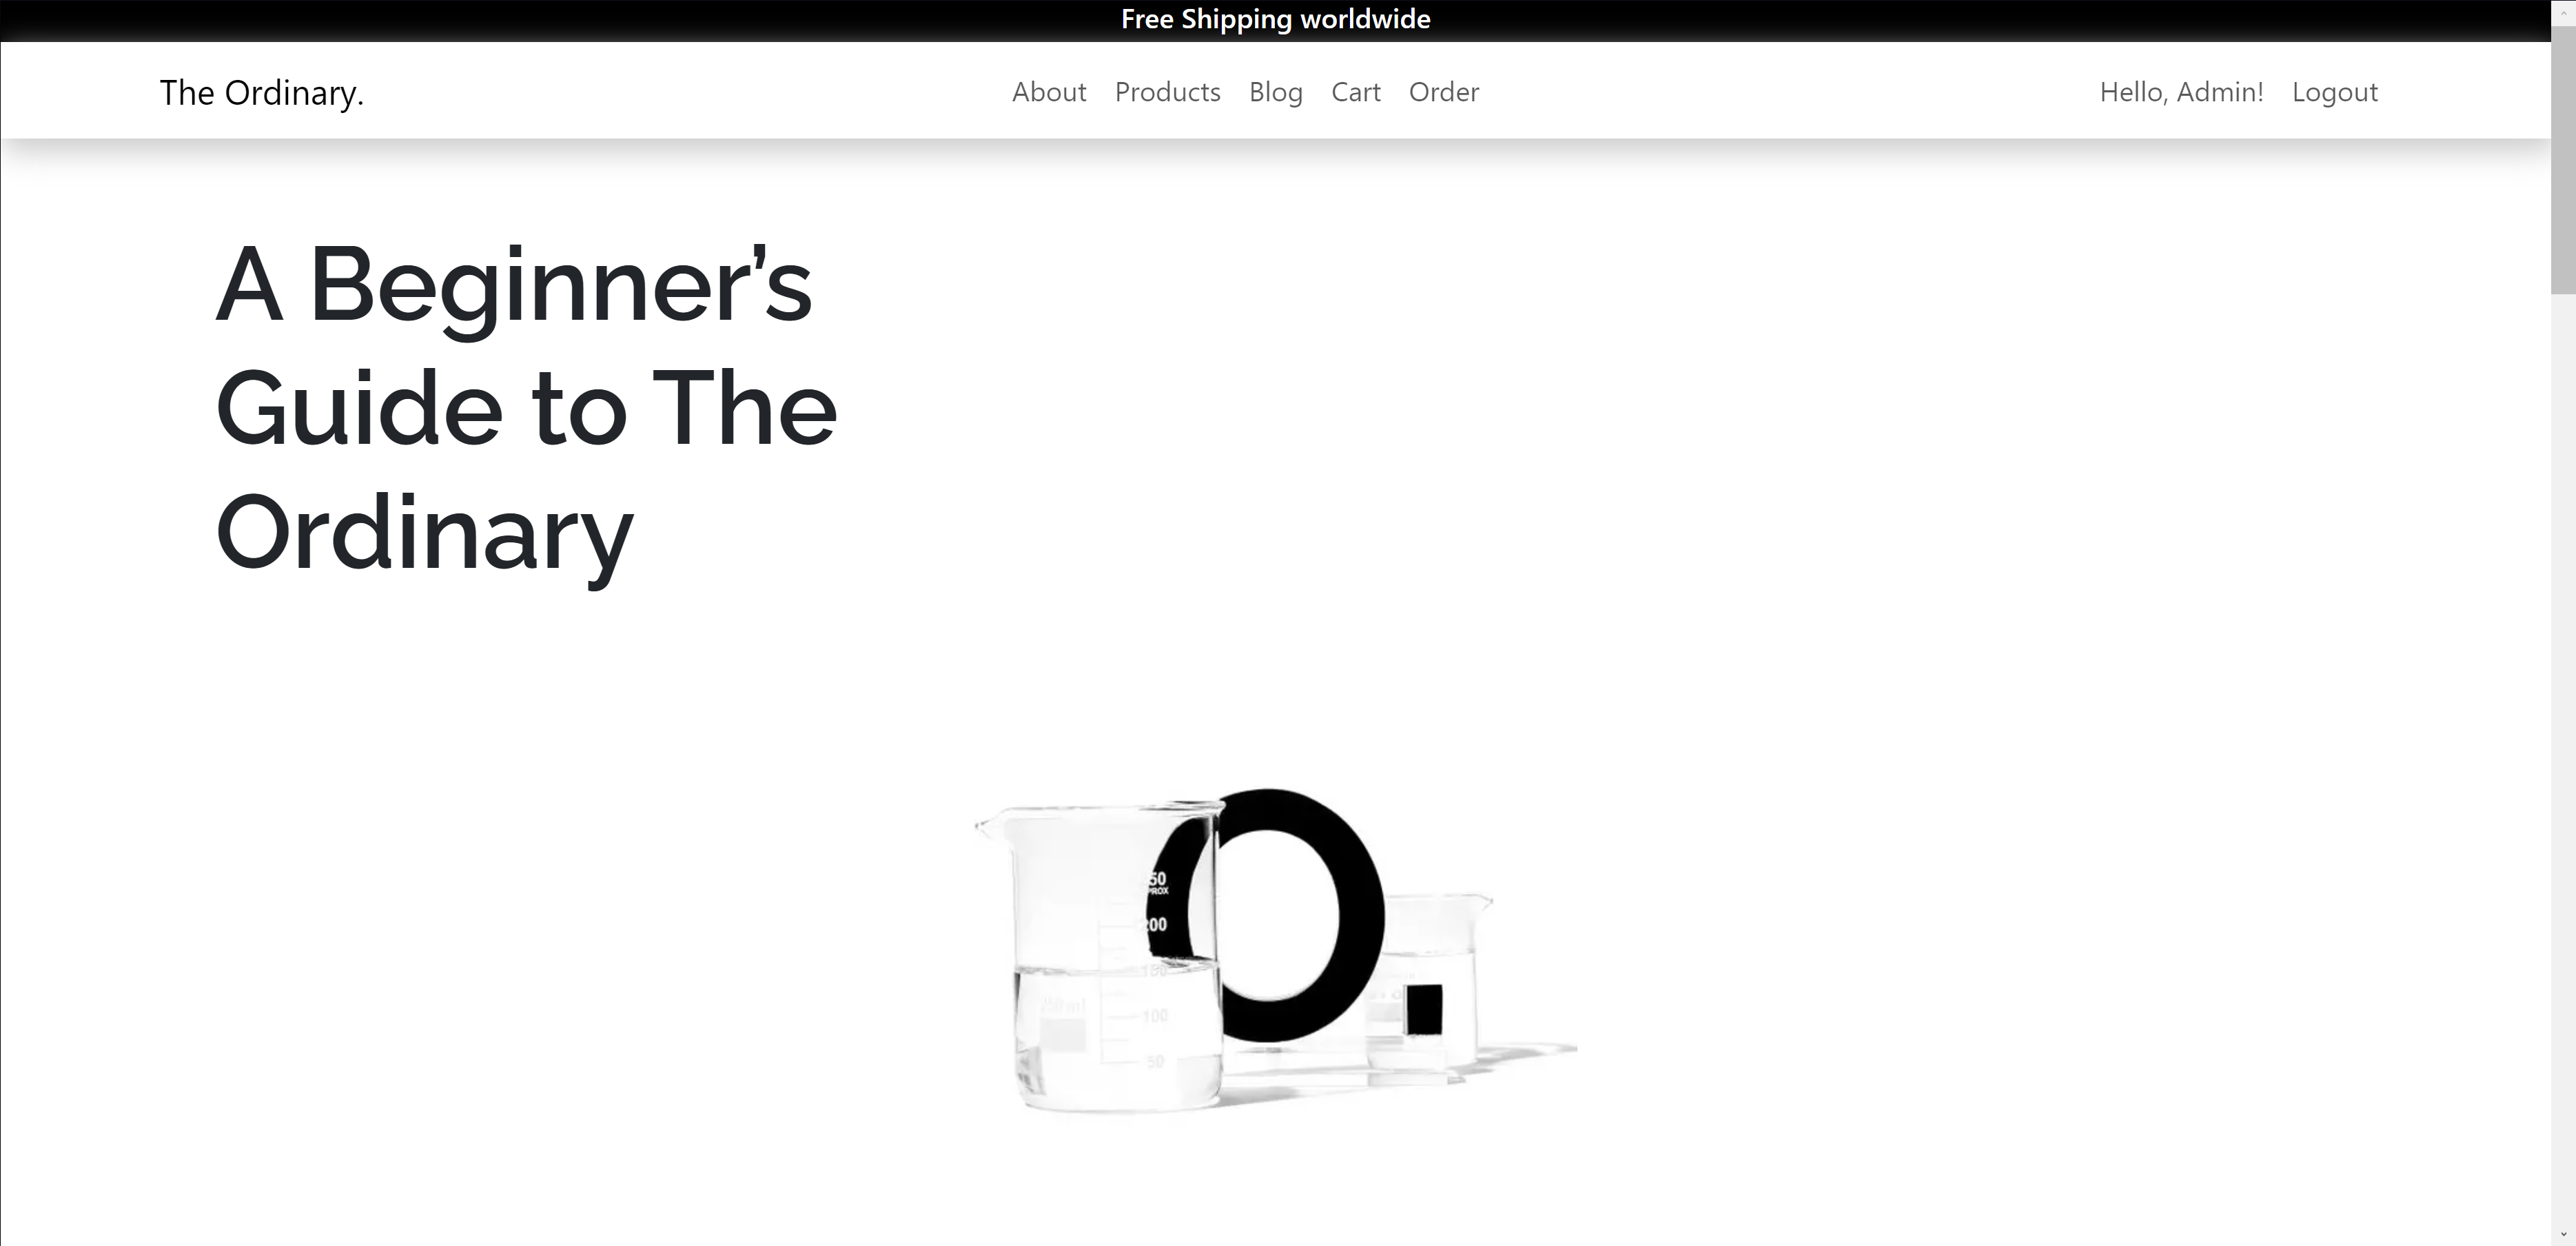 Free Shipping worldwide
The Ordinary. About Products Blog Cart Order Hello, Admin! Logout
A Beginner’s
Guide to The
Ordinary
50
PROX
200
100
50